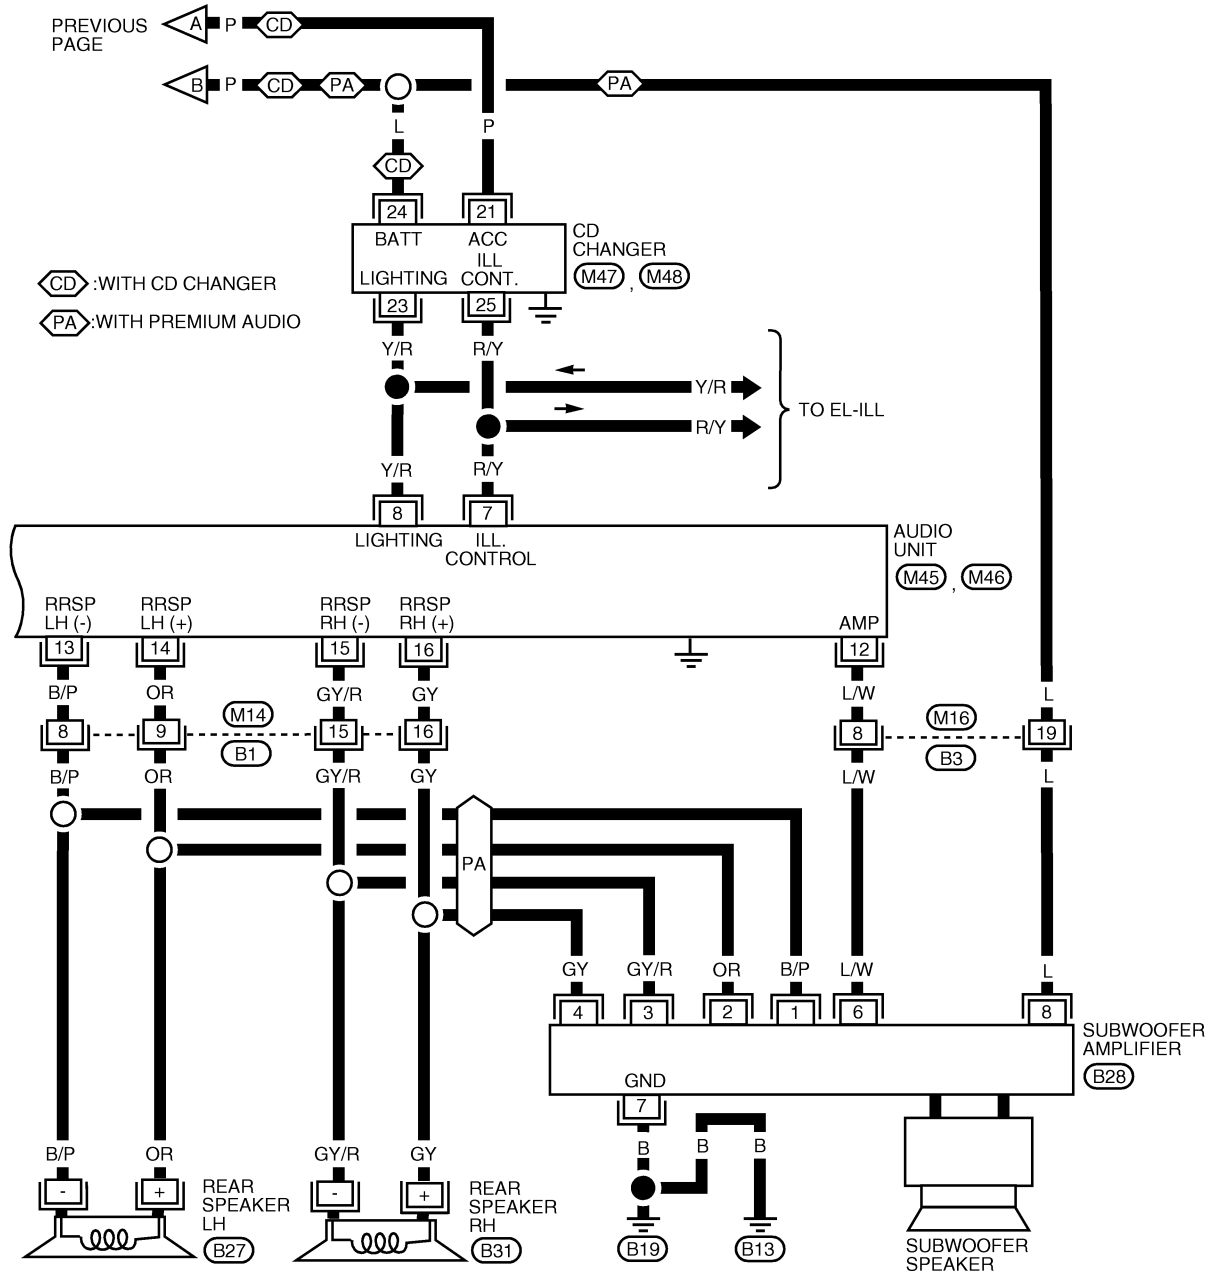 PREVIOUS
PAGE
A P CD
B P CD PA PA
L P
CD
24 21
BATT ACC
ILL
LIGHTING CONT.
23 25
CD
CHANGER
M47 , M48
CD :WITH CD CHANGER
PA :WITH PREMIUM AUDIO
Y/R R/Y
Y/R
R/Y
TO EL-ILL
Y/R R/Y
8 7
LIGHTING ILL.
CONTROL
AUDIO
UNIT
M45 , M46
RRSP RRSP RRSP RRSP
LH (-) LH (+) RH (-) RH (+) AMP
13 14 15 16 12
B/P OR GY/R GY L/W L
M14 M16
8 9 15 16 8 19
B1 B3
B/P OR GY/R GY L/W L
PA
GY GY/R OR B/P L/W L
4 3 2 1 6 8
SUBWOOFER
AMPLIFIER
B28
GND
7
B B B
B/P OR GY/R GY
- + - +
REAR
SPEAKER
LH
B27
REAR
SPEAKER
RH
B31
B19 B13
SUBWOOFER
SPEAKER